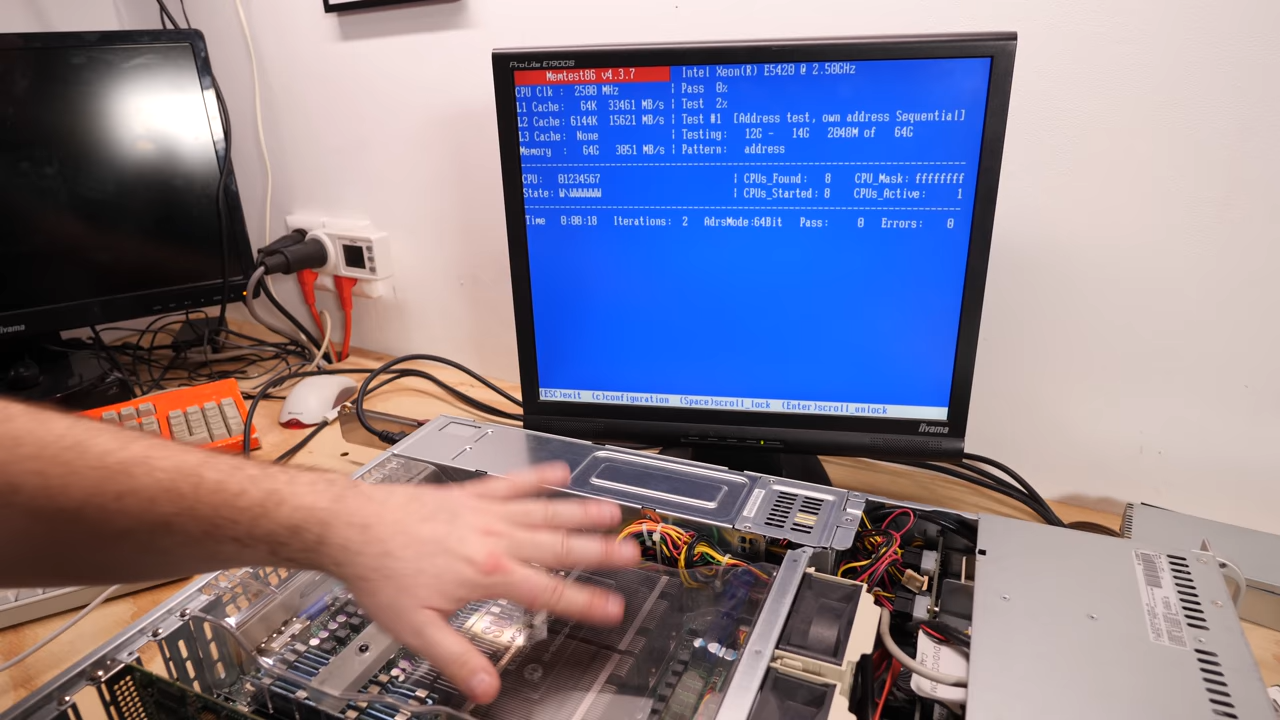 ProLite E1900S
Memtest86 v4.3.7 | Intel Xeon(R) E5420 @ 2.50GHz
CPU Clk : 2500 MHz | Pass 0%
L1 Cache: 64K 33461 MB/s | Test 2%
L2 Cache: 6144K 15621 MB/s | Test #1 [Address test, own address Sequential]
L3 Cache: None | Testing: 12G - 14G 2048M of 64G
Memory : 64G 3051 MB/s | Pattern: address
CPU: 01234567 | CPUs_Found: 8 CPU_Mask: ffffffff
State: W\WWWWWW | CPUs_Started: 8 CPUs_Active: 1
Time 0:00:18 Iterations: 2 AdrsMode:64Bit Pass: 0 Errors: 0
(ESC)exit (c)configuration (Space)scroll_lock (Enter)scroll_unlock
iiyama
iiyama